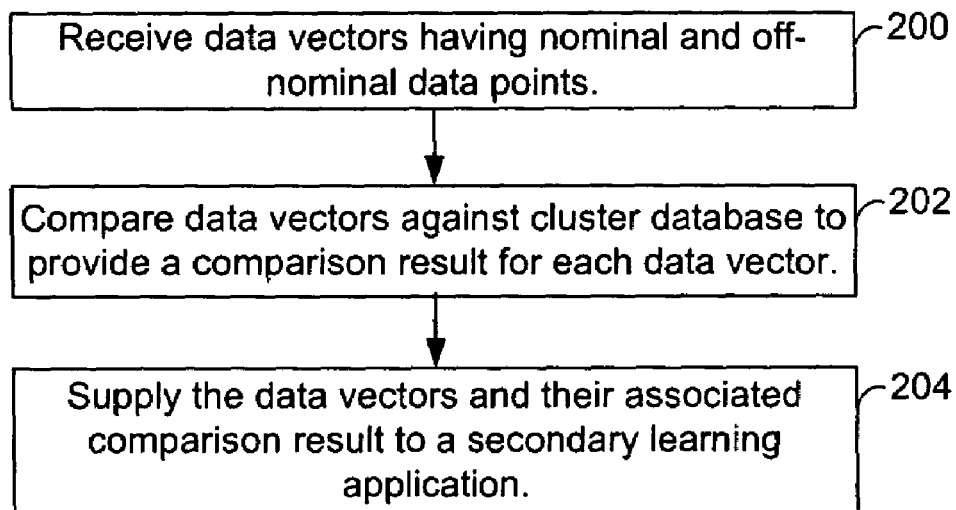 Receive data vectors having nominal and off-
nominal data points.
200
Compare data vectors against cluster database to
provide a comparison result for each data vector.
202
Supply the data vectors and their associated
comparison result to a secondary learning
application.
204